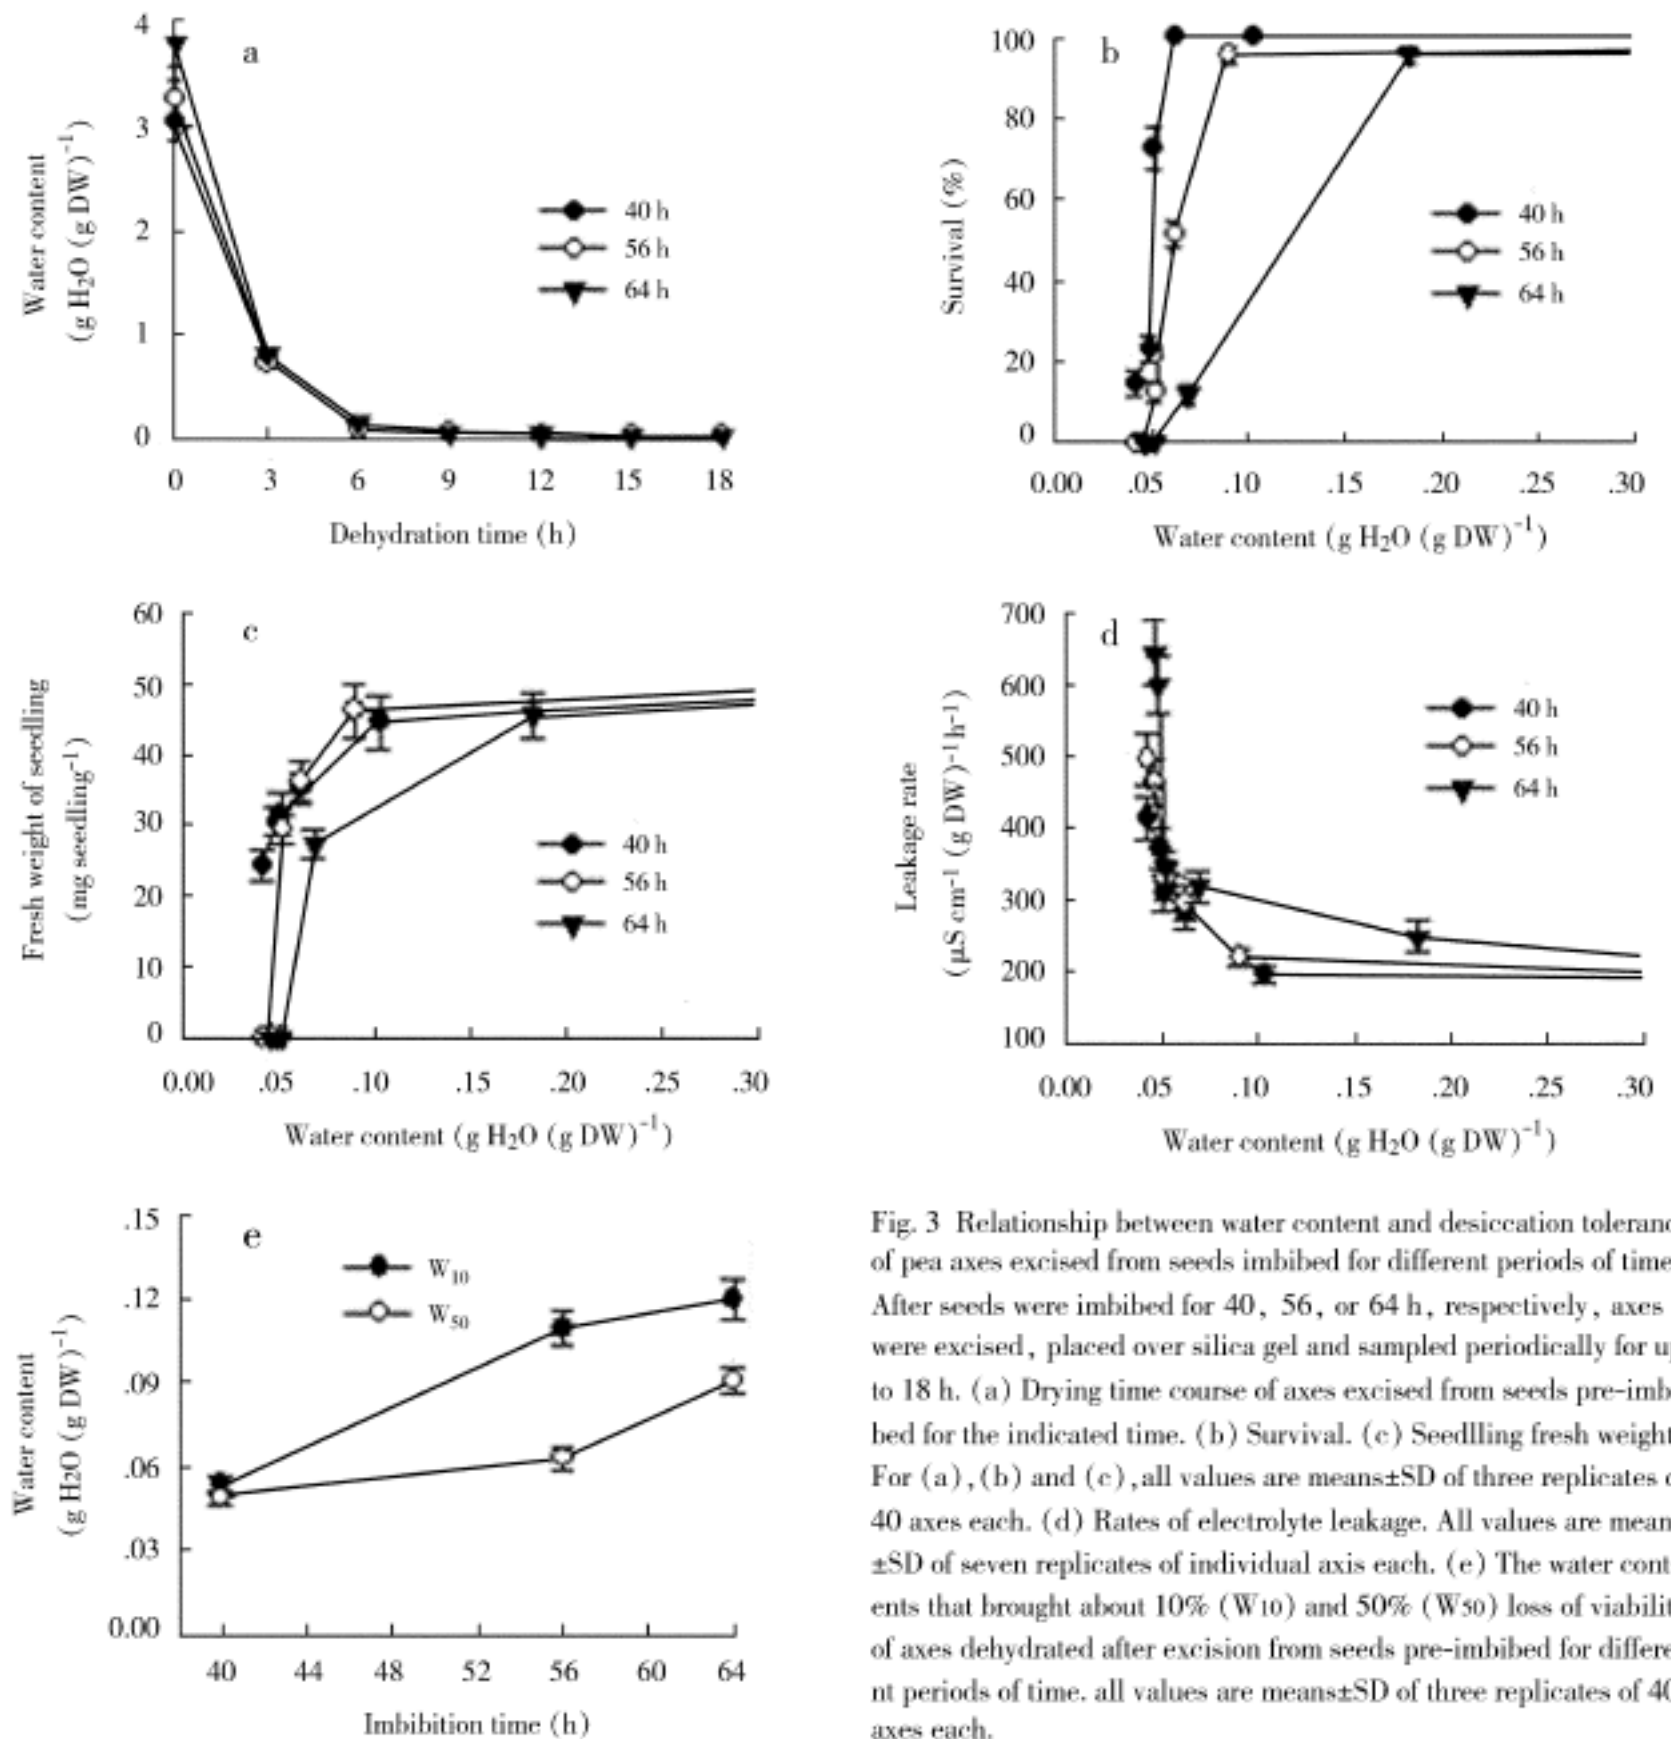 a
4
3
2
1
0
0 3 6 9 12 15 18
Water content
(g H₂O (g DW)⁻¹
Dehydration time (h)
40 h
56 h
64 h
b
100
80
60
40
20
0
0.00 .05 .10 .15 .20 .25 .30
Survival (%)
Water content (g H₂O (g DW)⁻¹)
40 h
56 h
64 h
c
60
50
40
30
20
10
0
0.00 .05 .10 .15 .20 .25 .30
Fresh weight of seedling
(mg seedling⁻¹)
Water content (g H₂O (g DW)⁻¹)
40 h
56 h
64 h
d
700
600
500
400
300
200
100
0.00 .05 .10 .15 .20 .25 .30
Leakage rate
(μS cm⁻¹ (g DW)⁻¹h⁻¹)
Water content (g H₂O (g DW)⁻¹)
40 h
56 h
64 h
e
.15
.12
.09
.06
.03
0.00
40 44 48 52 56 60 64
Water content
(g H2O (g DW)⁻¹)
Imbibition time (h)
W₁₀
W₅₀
Fig. 3 Relationship between water content and desiccation toleranc
of pea axes excised from seeds imbibed for different periods of time
After seeds were imbibed for 40, 56, or 64 h, respectively, axes
were excised, placed over silica gel and sampled periodically for u
to 18 h. (a) Drying time course of axes excised from seeds pre-imb
bed for the indicated time. (b) Survival. (c) Seedlling fresh weight
For (a),(b) and (c),all values are means±SD of three replicates o
40 axes each. (d) Rates of electrolyte leakage. All values are mean
±SD of seven replicates of individual axis each. (e) The water cont
ents that brought about 10% (W10) and 50% (W50) loss of viabilit
of axes dehydrated after excision from seeds pre-imbibed for differe
nt periods of time. all values are means±SD of three replicates of 40
axes each.